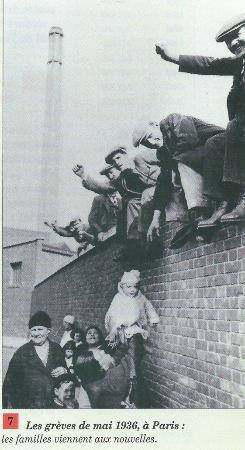 7 Les grèves de mai 1936, à Paris :
les familles viennent aux nouvelles.